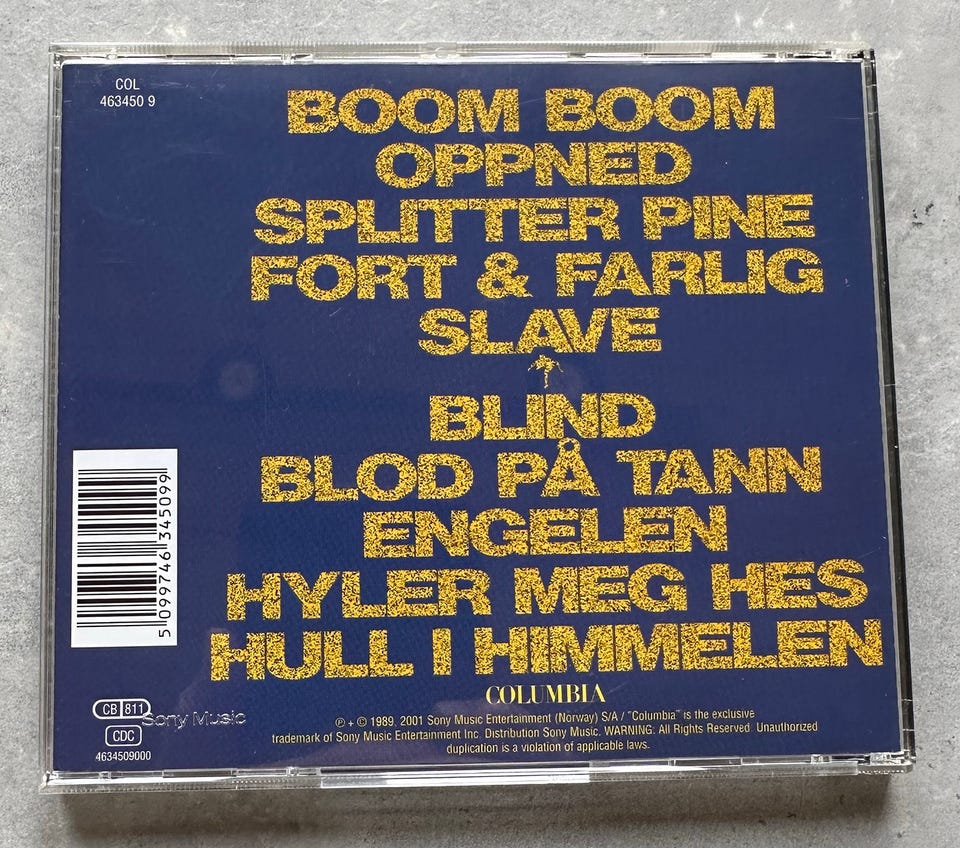 COL
463450 9
BOOM BOOM
OPPNED
SPLITTER PINE
FORT & FARLIG
SLAVE
BLIND
BLOD PÅ TANN
ENGELEN
HYLER MEG HES
HULL I HIMMELEN
5 099746 345099
COLUMBIA
CB 811
Sony Music
CDC
4634509000
℗ + © 1989, 2001 Sony Music Entertainment (Norway) S/A / "Columbia" is the exclusive
trademark of Sony Music Entertainment Inc. Distribution Sony Music. WARNING: All Rights Reserved. Unauthorized
duplication is a violation of applicable laws.